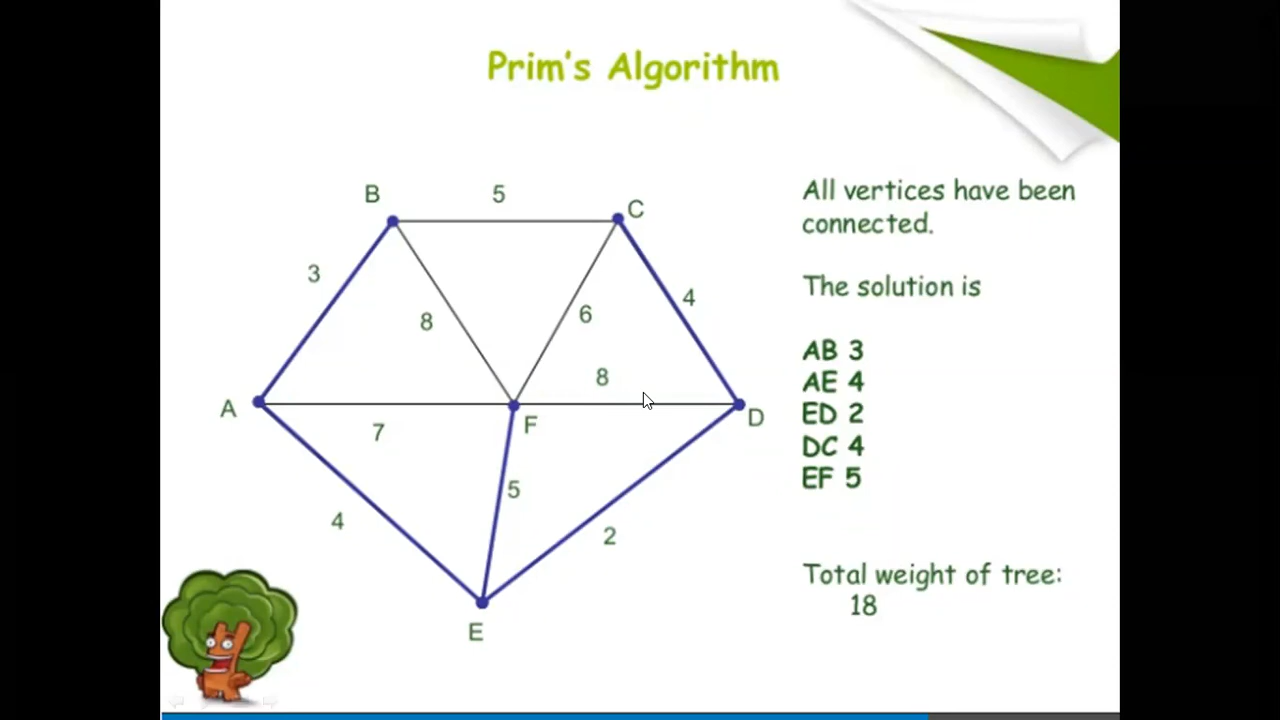 Prim's Algorithm
B
5
C
3
8
6
4
8
A
F
D
7
5
4
2
E
All vertices have been
connected.
The solution is
AB 3
AE 4
ED 2
DC 4
EF 5
Total weight of tree:
18